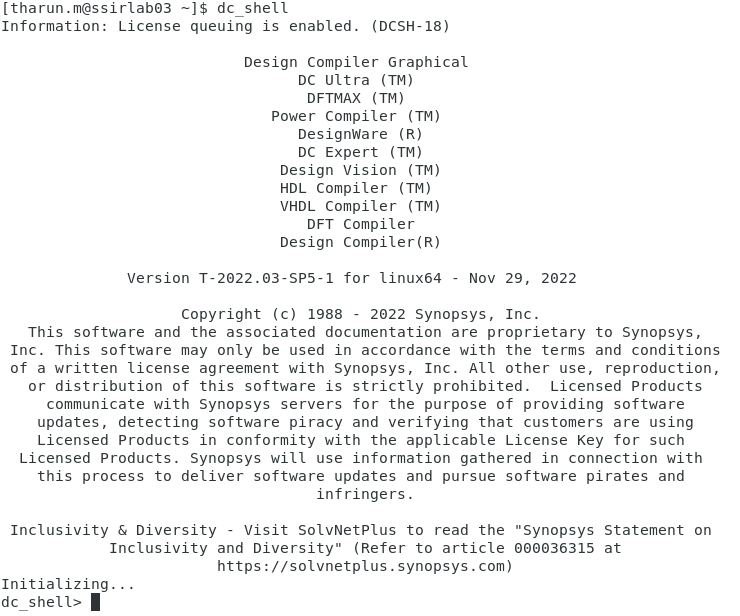 [tharun.m@ssirlab03 ~]$ dc_shell
Information: License queuing is enabled. (DCSH-18)
Design Compiler Graphical
DC Ultra (TM)
DFTMAX (TM)
Power Compiler (TM)
DesignWare (R)
DC Expert (TM)
Design Vision (TM)
HDL Compiler (TM)
VHDL Compiler (TM)
DFT Compiler
Design Compiler(R)
Version T-2022.03-SP5-1 for linux64 - Nov 29, 2022
Copyright (c) 1988 - 2022 Synopsys, Inc.
This software and the associated documentation are proprietary to Synopsys,
Inc. This software may only be used in accordance with the terms and conditions
of a written license agreement with Synopsys, Inc. All other use, reproduction,
or distribution of this software is strictly prohibited.  Licensed Products
communicate with Synopsys servers for the purpose of providing software
updates, detecting software piracy and verifying that customers are using
Licensed Products in conformity with the applicable License Key for such
Licensed Products. Synopsys will use information gathered in connection with
this process to deliver software updates and pursue software pirates and
infringers.
Inclusivity & Diversity - Visit SolvNetPlus to read the "Synopsys Statement on
Inclusivity and Diversity" (Refer to article 000036315 at
https://solvnetplus.synopsys.com)
Initializing...
dc_shell>